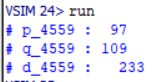 VSIM 24> run
# p_4559 :  97
# q_4559 : 109
# d_4559 :   233